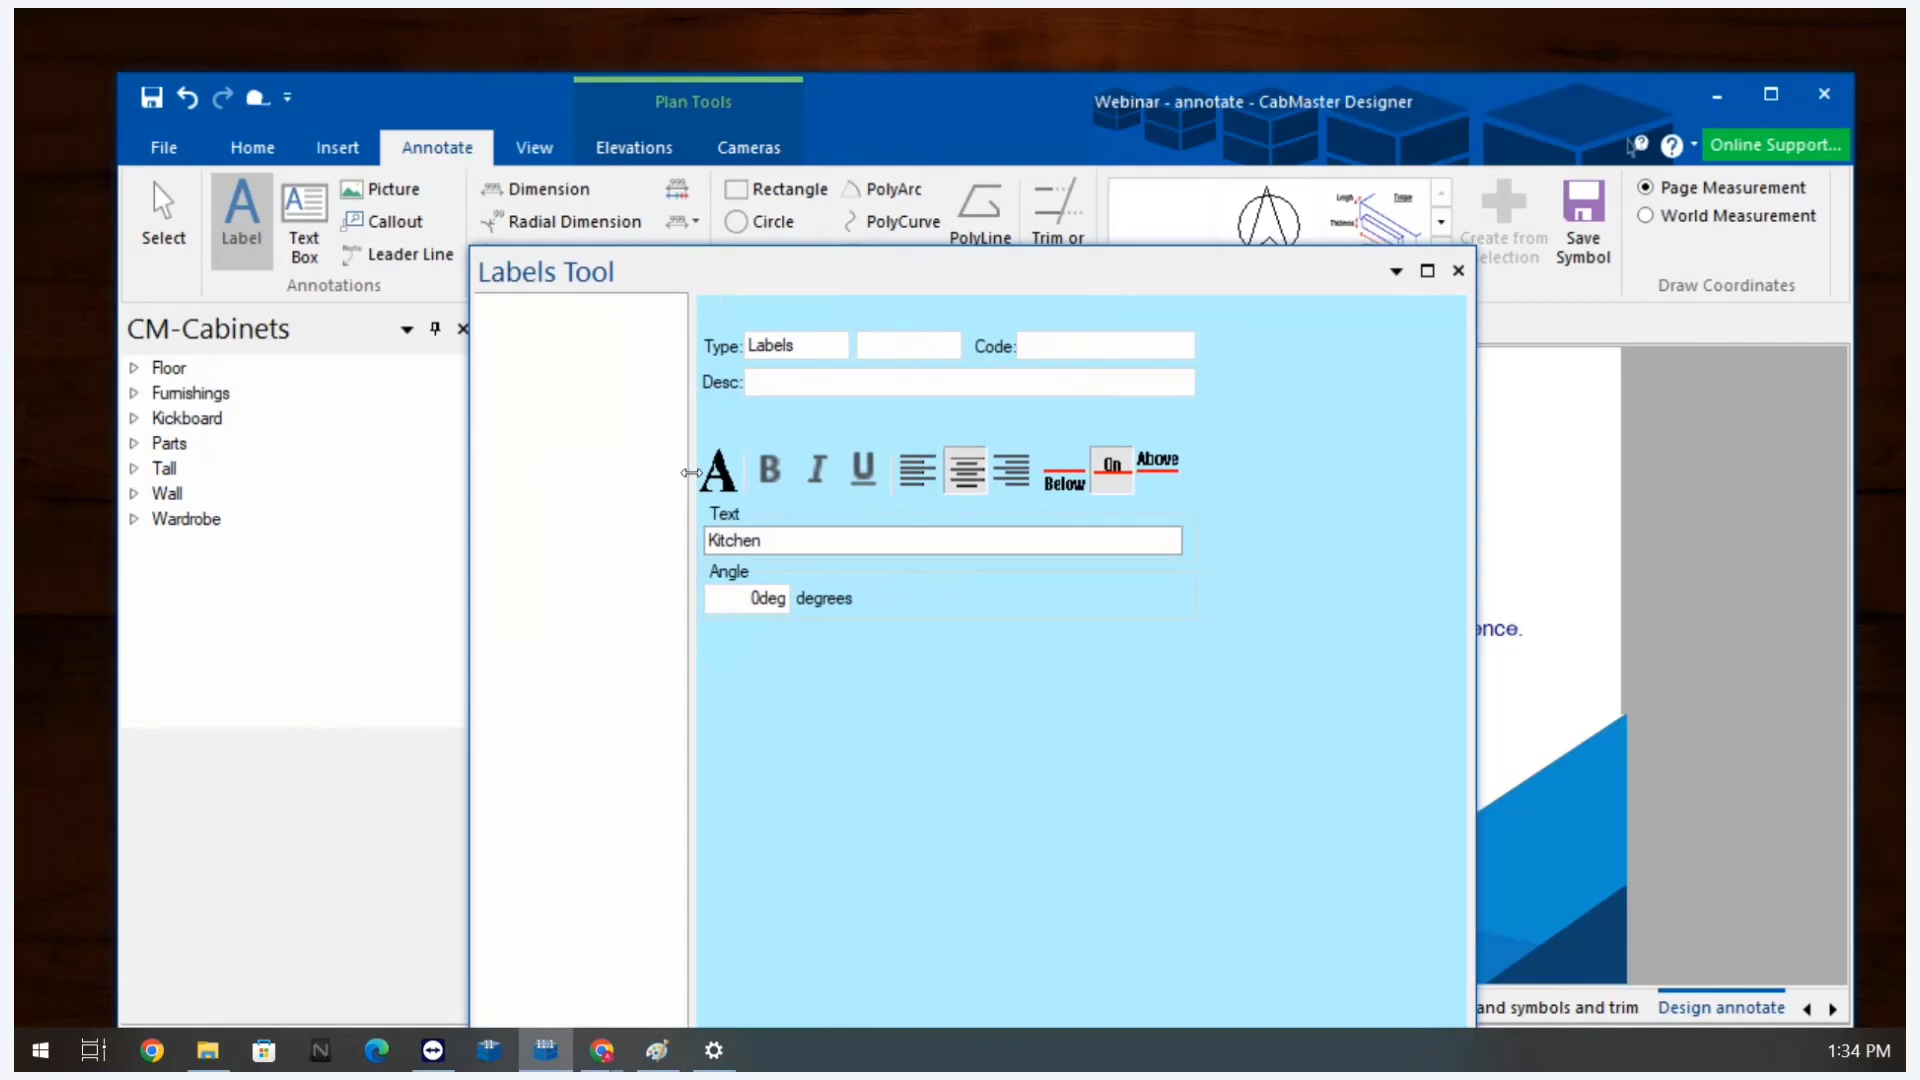 Plan Tools
Webinar - annotate - CabMaster Designer
File
Home
Insert
Annotate
View
Elevations
Cameras
Online Support...
Select
Label
Text Box
Picture
Callout
Leader Line
Annotations
Dimension
Radial Dimension
Rectangle
Circle
PolyArc
PolyCurve
PolyLine
Trim or
Create from
election
Save
Symbol
Page Measurement
World Measurement
Draw Coordinates
CM-Cabinets
Floor
Furnishings
Kickboard
Parts
Tall
Wall
Wardrobe
Labels Tool
Type: Labels
Code:
Desc:
A B I U Below On Above
Text
Kitchen
Angle
0deg degrees
ence.
and symbols and trim
Design annotate
1:34 PM